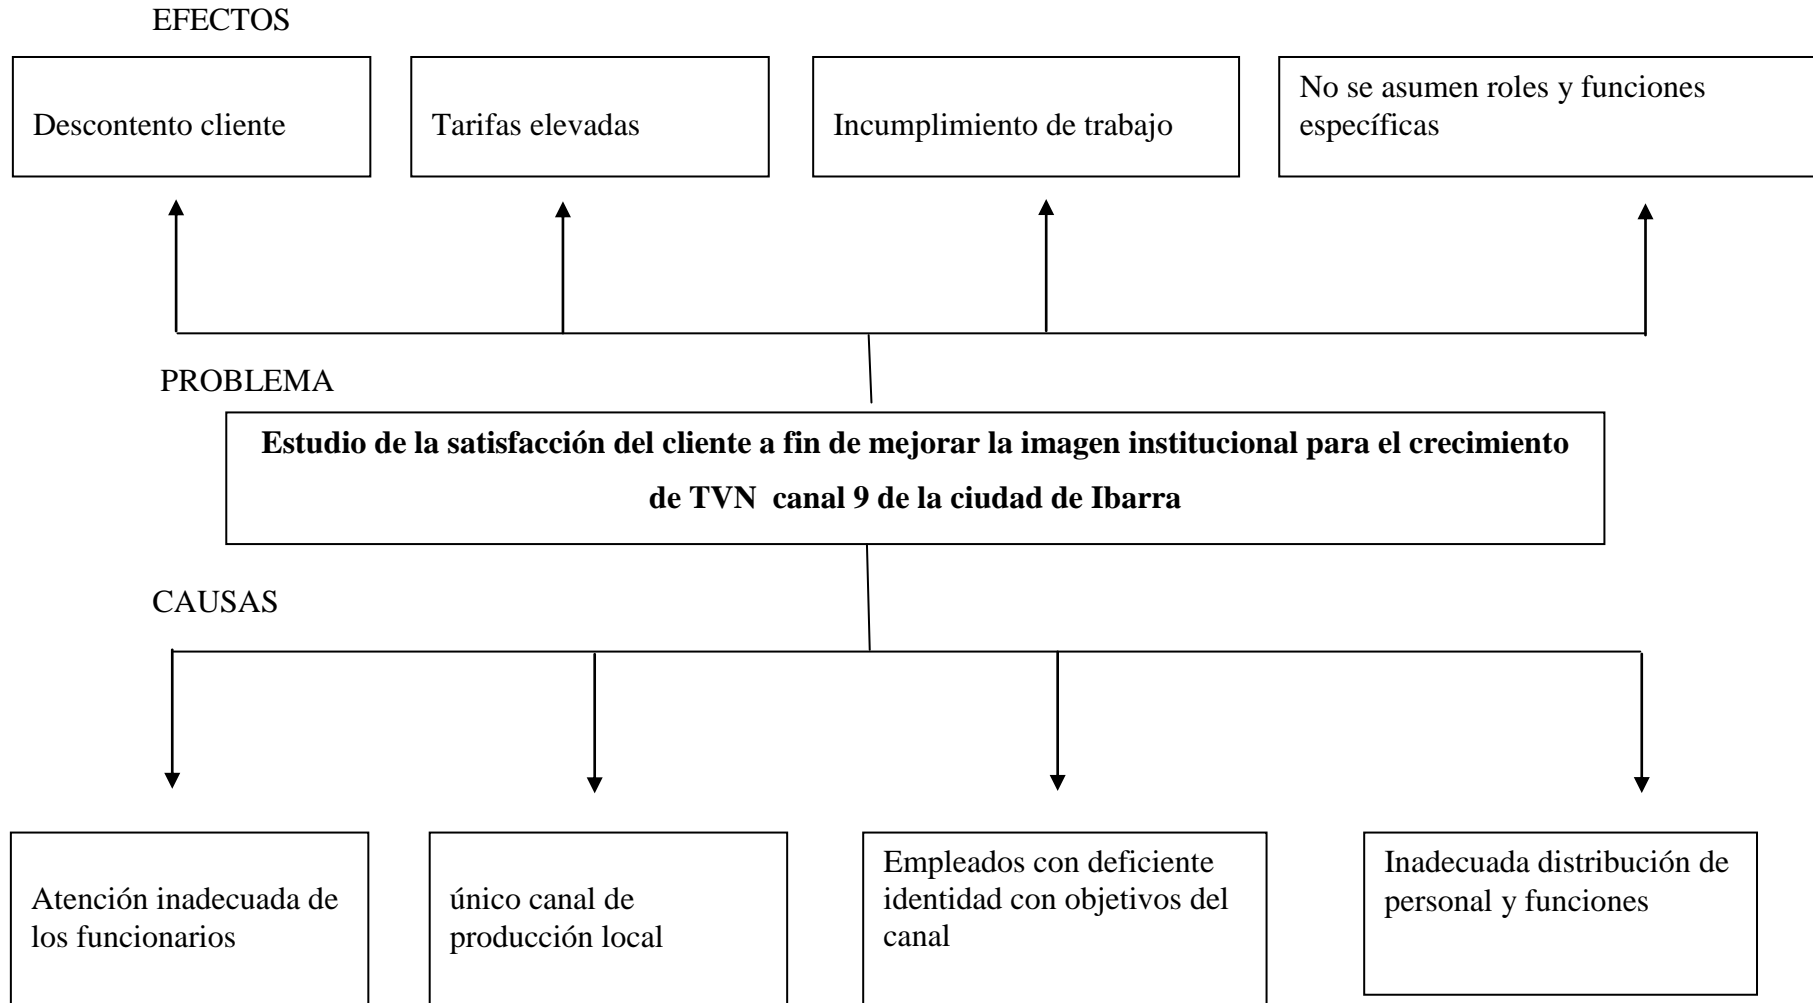 EFECTOS
Descontento cliente
Tarifas elevadas
Incumplimiento de trabajo
No se asumen roles y funciones
específicas
PROBLEMA
Estudio de la satisfacción del cliente a fin de mejorar la imagen institucional para el crecimiento
de TVN canal 9 de la ciudad de Ibarra
CAUSAS
Atención inadecuada de
los funcionarios
único canal de
producción local
Empleados con deficiente
identidad con objetivos del
canal
Inadecuada distribución de
personal y funciones